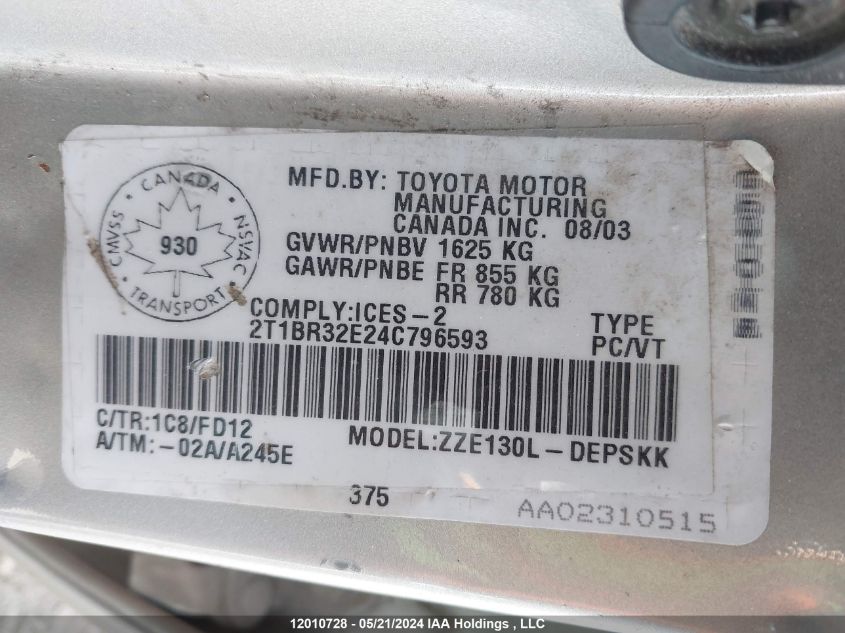 CANADA
CMVSS
NSVAC
930
TRANSPORT
MFD.BY: TOYOTA MOTOR
MANUFACTURING
CANADA INC. 08/03
GVWR/PNBV 1625 KG
GAWR/PNBE FR 855 KG
RR 780 KG
COMPLY:ICES-2
2T1BR32E24C796593
TYPE
PC/VT
C/TR:1C8/FD12
A/TM:-02A/A245E
MODEL:ZZE130L-DEPSKK
375
AA02310515
12010728 - 05/21/2024 IAA Holdings , LLC